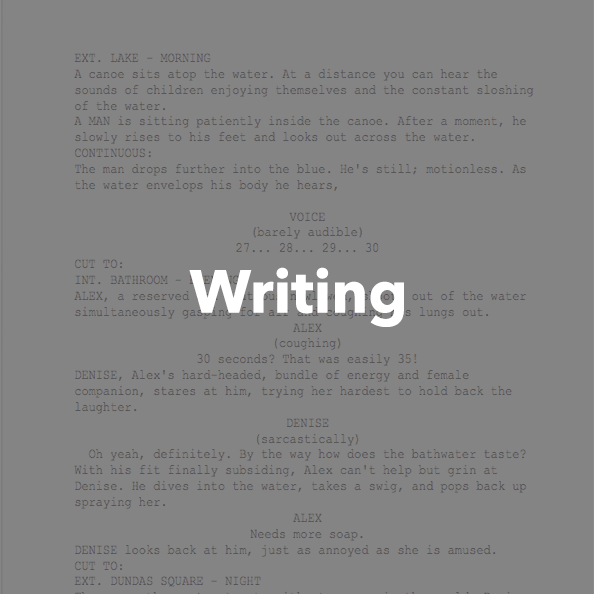 EXT. LAKE - MORNING
A canoe sits atop the water. At a distance you can hear the
sounds of children enjoying themselves and the constant sloshing
of the water.
A MAN is sitting patiently inside the canoe. After a moment, he
slowly rises to his feet and looks out across the water.
CONTINUOUS:
The man drops further into the blue. He's still; motionless. As
the water envelops his body he hears,
VOICE
(barely audible)
27... 28... 29... 30
CUT TO:
INT. BATHROOM -
Writing
ALEX, a reserved out of the water
simultaneously gasping for air and coughing his lungs out.
ALEX
(coughing)
30 seconds? That was easily 35!
DENISE, Alex's hard-headed, bundle of energy and female
companion, stares at him, trying her hardest to hold back the
laughter.
DENISE
(sarcastically)
Oh yeah, definitely. By the way how does the bathwater taste?
With his fit finally subsiding, Alex can't help but grin at
Denise. He dives into the water, takes a swig, and pops back up
spraying her.
ALEX
Needs more soap.
DENISE looks back at him, just as annoyed as she is amused.
CUT TO:
EXT. DUNDAS SQUARE - NIGHT